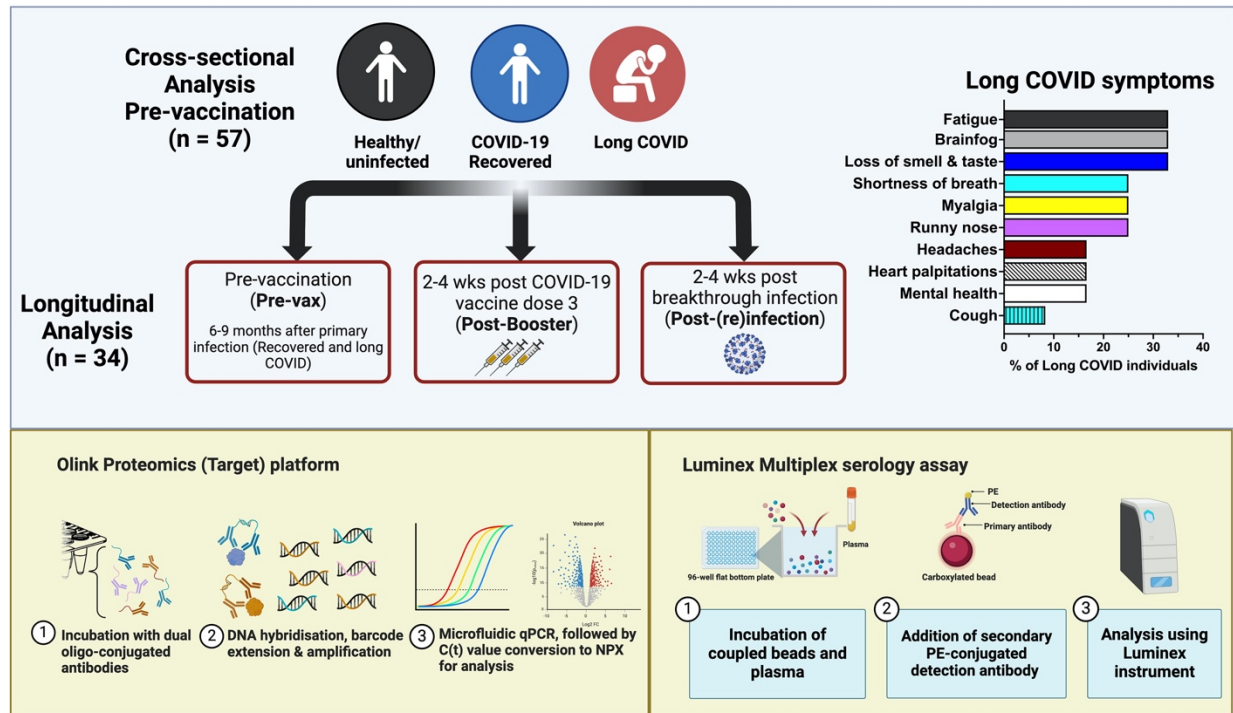 Cross-sectional
Analysis
Pre-vaccination
(n = 57)
Healthy/
uninfected
COVID-19
Recovered
Long COVID
Longitudinal
Analysis
(n = 34)
Pre-vaccination
(Pre-vax)
6-9 months after primary
infection (Recovered and long
COVID)
2-4 wks post COVID-19
vaccine dose 3
(Post-Booster)
2-4 wks post
breakthrough infection
(Post-(re)infection)
Long COVID symptoms
Fatigue
Brainfog
Loss of smell & taste
Shortness of breath
Myalgia
Runny nose
Headaches
Heart palpitations
Mental health
Cough
0 10 20 30 40
% of Long COVID individuals
Olink Proteomics (Target) platform
Volcano plot
Log2 FC
1 Incubation with dual
oligo-conjugated
antibodies
2 DNA hybridisation, barcode
extension & amplification
3 Microfluidic qPCR, followed by
C(t) value conversion to NPX
for analysis
Luminex Multiplex serology assay
96-well flat bottom plate
Plasma
PE
Detection antibody
Primary antibody
Carboxylated bead
1
Incubation of
coupled beads and
plasma
2
Addition of secondary
PE-conjugated
detection antibody
3
Analysis using
Luminex
instrument